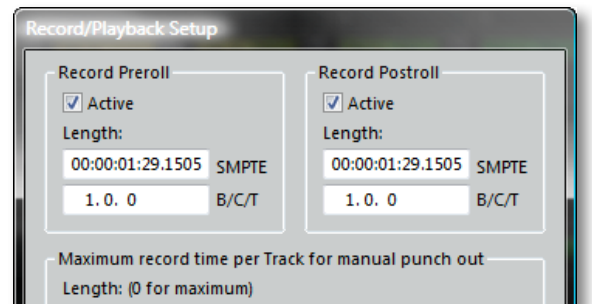 Record/Playback Setup
Record Preroll
Active
Length:
00:00:01:29.1505 SMPTE
1. 0. 0 B/C/T
Record Postroll
Active
Length:
00:00:01:29.1505 SMPTE
1. 0. 0 B/C/T
Maximum record time per Track for manual punch out
Length: (0 for maximum)